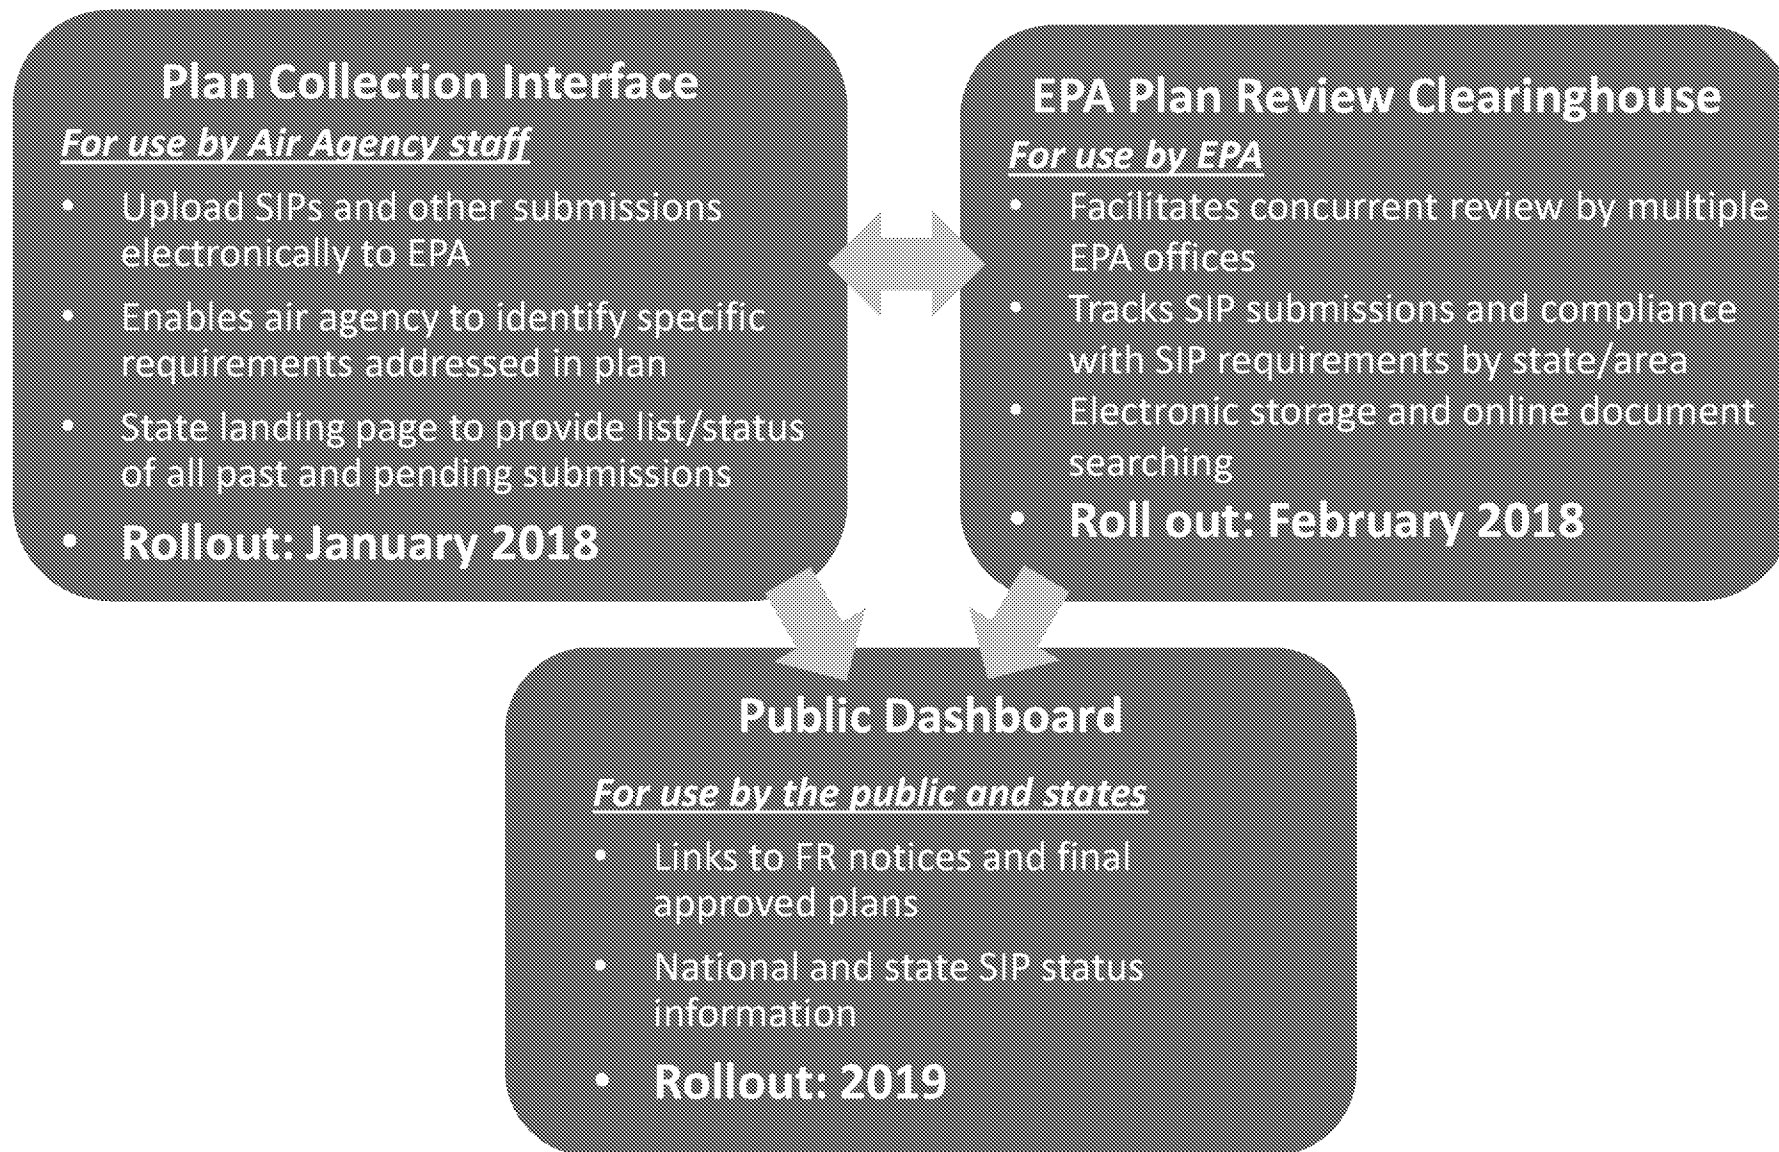 Plan Collection Interface
For use by Air Agency staff
• Upload SIPs and other submissions
electronically to EPA
• Enables air agency to identify specific
requirements addressed in plan
• State landing page to provide list/status
of all past and pending submissions
• Rollout: January 2018
EPA Plan Review Clearinghouse
For use by EPA
• Facilitates concurrent review by multiple
EPA offices
• Tracks SIP submissions and compliance
with SIP requirements by state/area
• Electronic storage and online document
searching
• Roll out: February 2018
Public Dashboard
For use by the public and states
• Links to FR notices and final
approved plans
• National and state SIP status
information
• Rollout: 2019